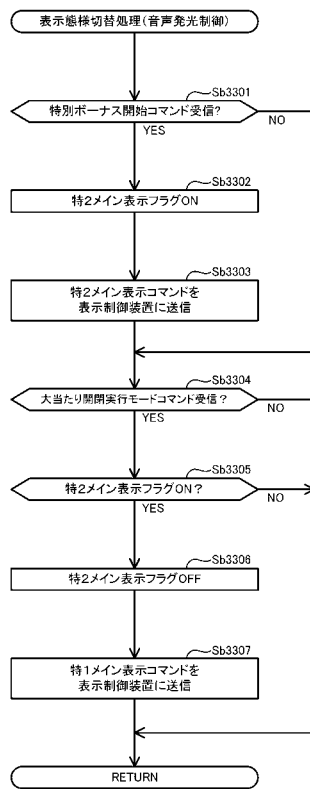 表示態様切替処理(音声発光制御)
Sb3301
特別ボーナス開始コマンド受信?
NO
YES
Sb3302
特2メイン表示フラグON
Sb3303
特2メイン表示コマンドを
表示制御装置に送信
Sb3304
大当たり開閉実行モードコマンド受信?
NO
YES
Sb3305
特2メイン表示フラグON?
NO
YES
Sb3306
特2メイン表示フラグOFF
Sb3307
特1メイン表示コマンドを
表示制御装置に送信
RETURN